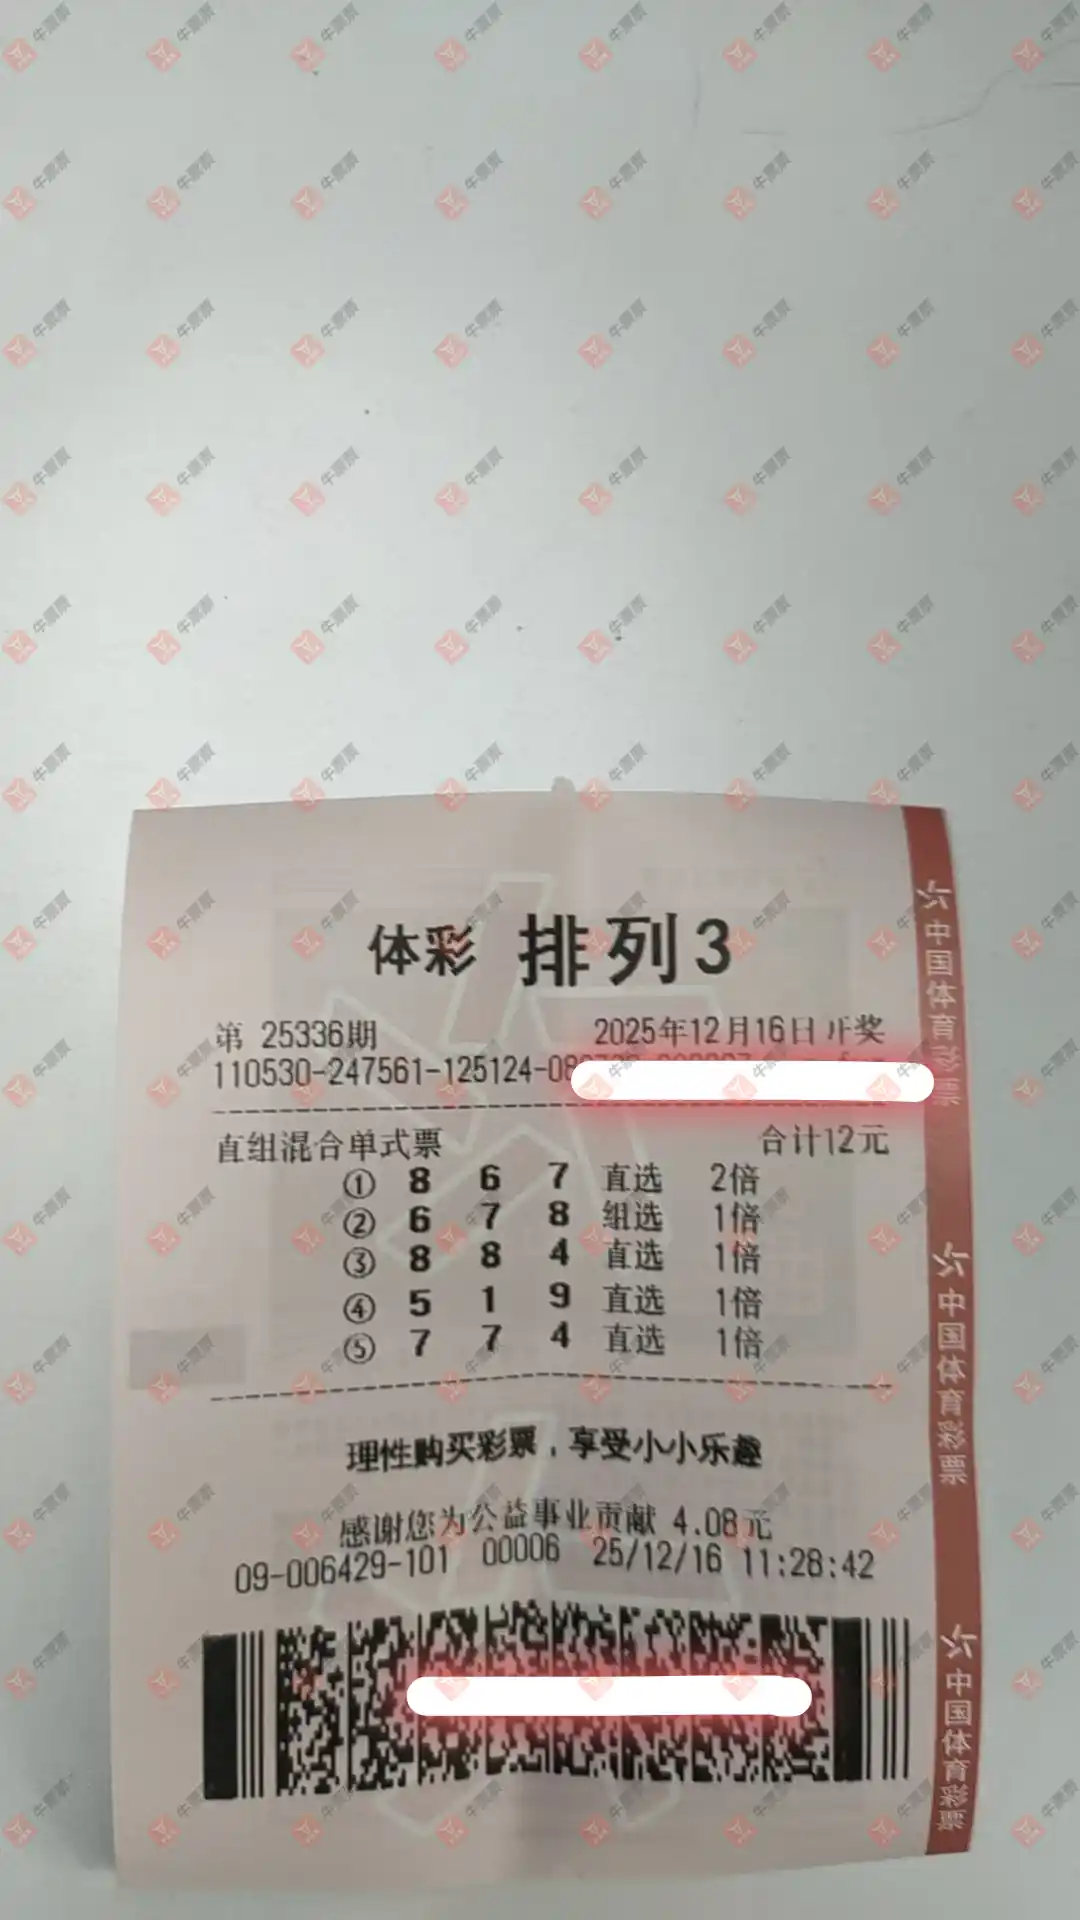 体彩 排列3
第 25336期 2025年12月16日开奖
110530-247561-125124-08
直组混合单式票 合计12元
① 8 6 7 直选 2倍
② 6 7 8 组选 1倍
③ 8 8 4 直选 1倍
④ 5 1 9 直选 1倍
⑤ 7 7 4 直选 1倍
理性购买彩票，享受小小乐趣
感谢您为公益事业贡献 4.08元
09-006429-101 00006 25/12/16 11:28:42
中国体育彩票
中国体育彩票
中国体育彩票
牛票票